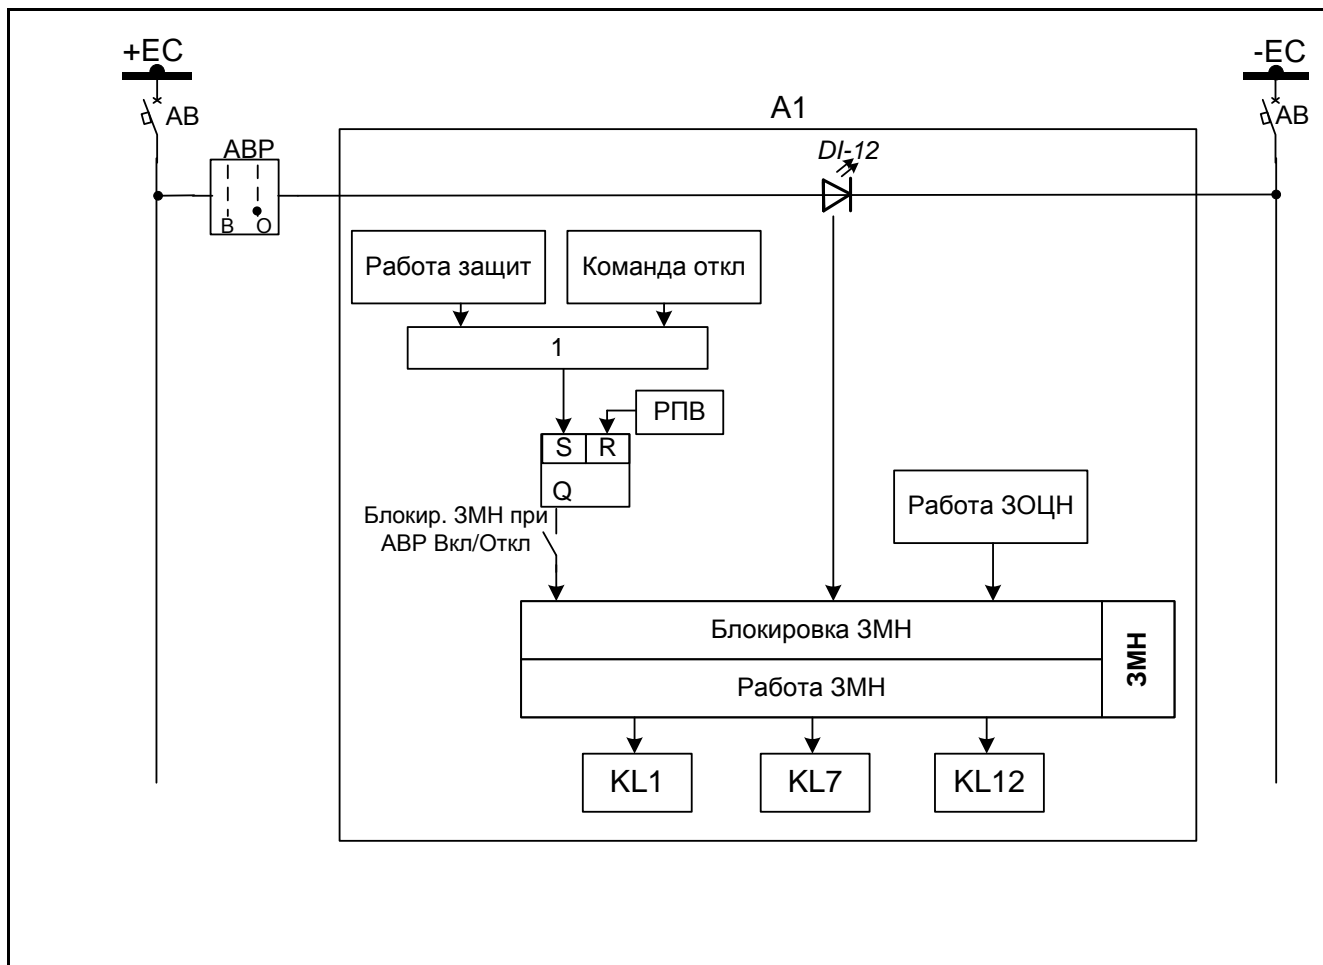 +ЕС
-ЕС
АВ
АВ
А1
АВР
DI-12
В О
Работа защит
Команда откл
1
РПВ
S R
Q
Работа ЗОЦН
Блокир. ЗМН при
АВР Вкл/Откл
Блокировка ЗМН
ЗМН
Работа ЗМН
KL1
KL7
KL12